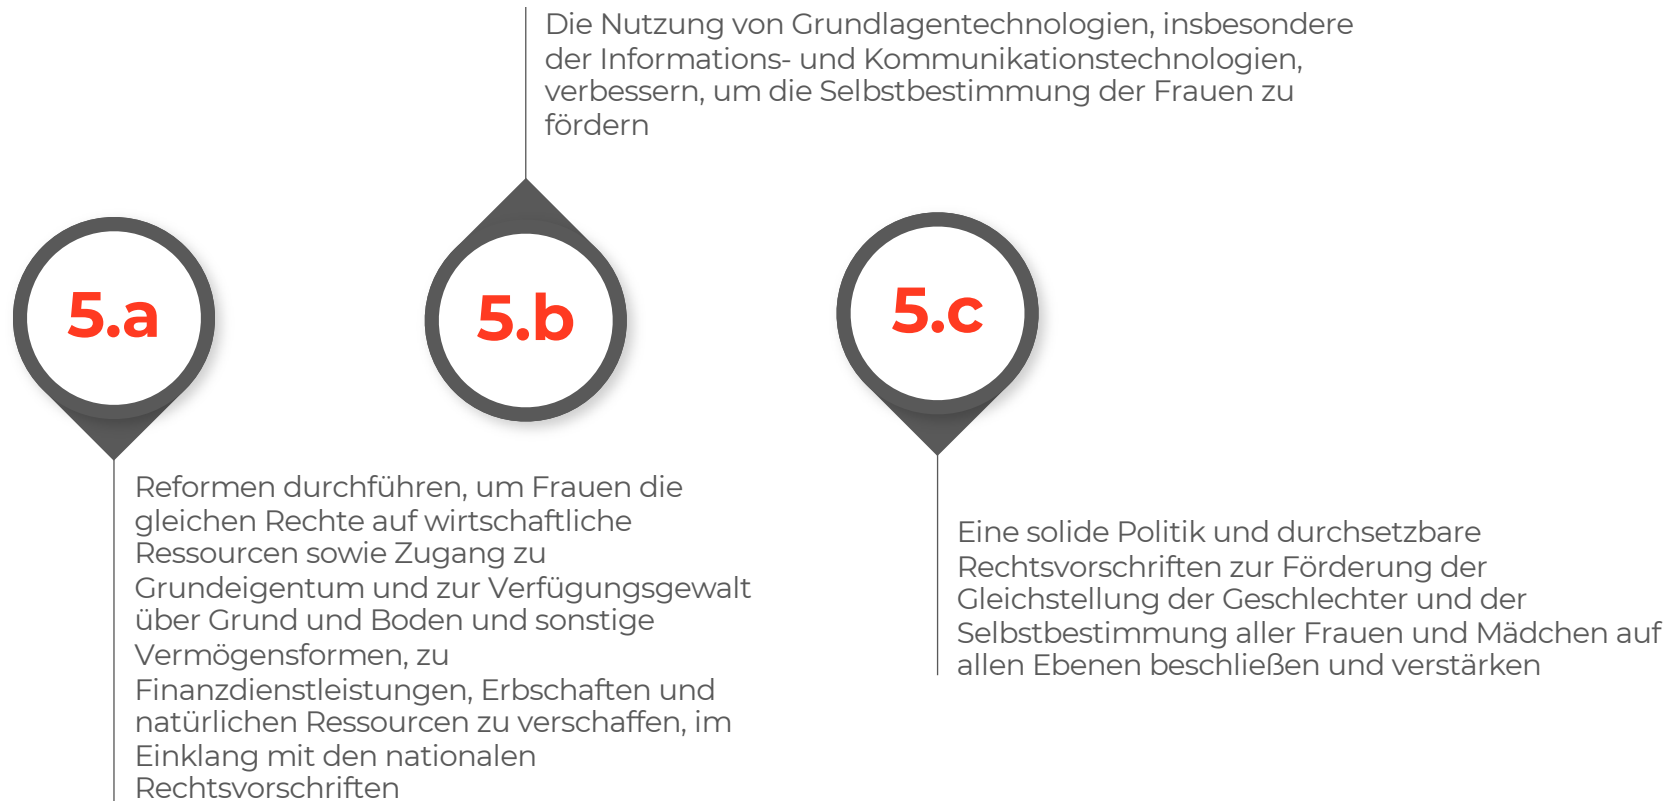 Die Nutzung von Grundlagentechnologien, insbesondere
der Informations- und Kommunikationstechnologien,
verbessern, um die Selbstbestimmung der Frauen zu
fördern
5.a
5.b
5.c
Reformen durchführen, um Frauen die
gleichen Rechte auf wirtschaftliche
Ressourcen sowie Zugang zu
Grundeigentum und zur Verfügungsgewalt
über Grund und Boden und sonstige
Vermögensformen, zu
Finanzdienstleistungen, Erbschaften und
natürlichen Ressourcen zu verschaffen, im
Einklang mit den nationalen
Rechtsvorschriften
Eine solide Politik und durchsetzbare
Rechtsvorschriften zur Förderung der
Gleichstellung der Geschlechter und der
Selbstbestimmung aller Frauen und Mädchen auf
allen Ebenen beschließen und verstärken